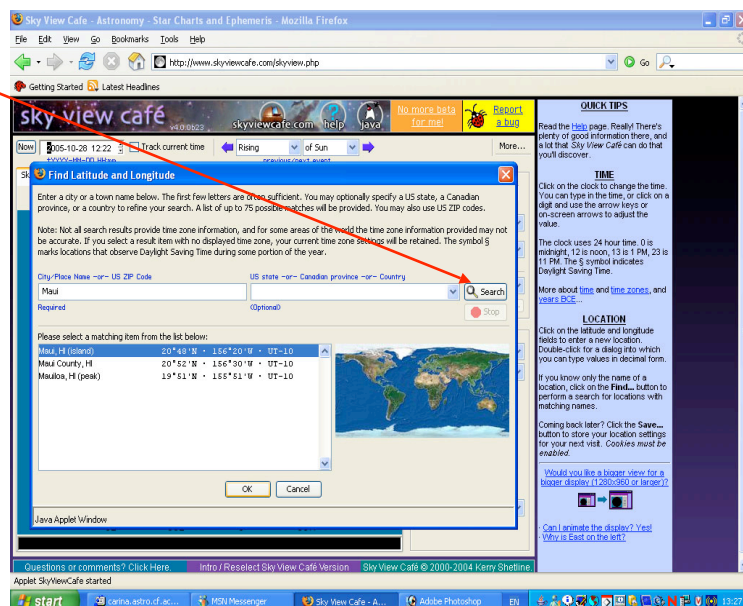 Sky View Cafe - Astronomy - Star Charts and Ephemeris - Mozilla Firefox
File Edit View Go Bookmarks Tools Help
http://www.skyviewcafe.com/skyview.php
Go
Getting Started Latest Headlines
sky view café
v4.0.0b23
skyviewcafe.com help java
No more beta
for me!
Report
a bug
Now 2005-10-28 12:22 Track current time Rising of Sun More...
previous/next event
Find Latitude and Longitude
Enter a city or a town name below. The first few letters are often sufficient. You may optionally specify a US state, a Canadian
province, or a country to refine your search. A list of up to 75 possible matches will be provided. You may also use US ZIP codes.
Note: Not all search results provide time zone information, and for some areas of the world the time zone information provided may not
be accurate. If you select a result item with no displayed time zone, your current time zone settings will be retained. The symbol §
marks locations that observe Daylight Saving Time during some portion of the year.
City/Place Name -or- US ZIP Code US state -or- Canadian province -or- Country
Maui Search
Required (Optional) Stop
Please select a matching item from the list below:
Maui, HI (island) 20°48'N · 156°20'W · UT-10
Maui County, HI 20°52'N · 156°30'W · UT-10
Mauiloa, HI (peak) 19°51'N · 155°51'W · UT-10
OK Cancel
Java Applet Window
QUICK TIPS
Read the Help page. Really! There's
plenty of good information there, and
a lot that Sky View Café can do that
you'll discover.
TIME
Click on the clock to change the time.
You can type in the time, or click on a
digit and use the arrow keys or
on-screen arrows to adjust the
value.
The clock uses 24 hour time. 0 is
midnight, 12 is noon, 13 is 1 PM, 23 is
11 PM. The § symbol indicates
Daylight Saving Time.
More about time and time zones, and
years BCE...
LOCATION
Click on the latitude and longitude
fields to enter a new location.
Double-click for a dialog into which
you can type values in decimal form.
If you know only the name of a
location, click on the Find... button to
perform a search for locations with
matching names.
Coming back later? Click the Save...
button to store your location settings
for your next visit. Cookies must be
enabled.
Would you like a bigger view for a
bigger display (1280x960 or larger)?
· Can I animate the display? Yes!
· Why is East on the left?
Questions or comments? Click Here. Intro / Reselect Sky View Café Version Sky View Café © 2000-2004 Kerry Shetline.
Applet SkyViewCafe started
start carina.astro.cf.ac... MSN Messenger Sky View Cafe - A... Adobe Photoshop EN 13:27